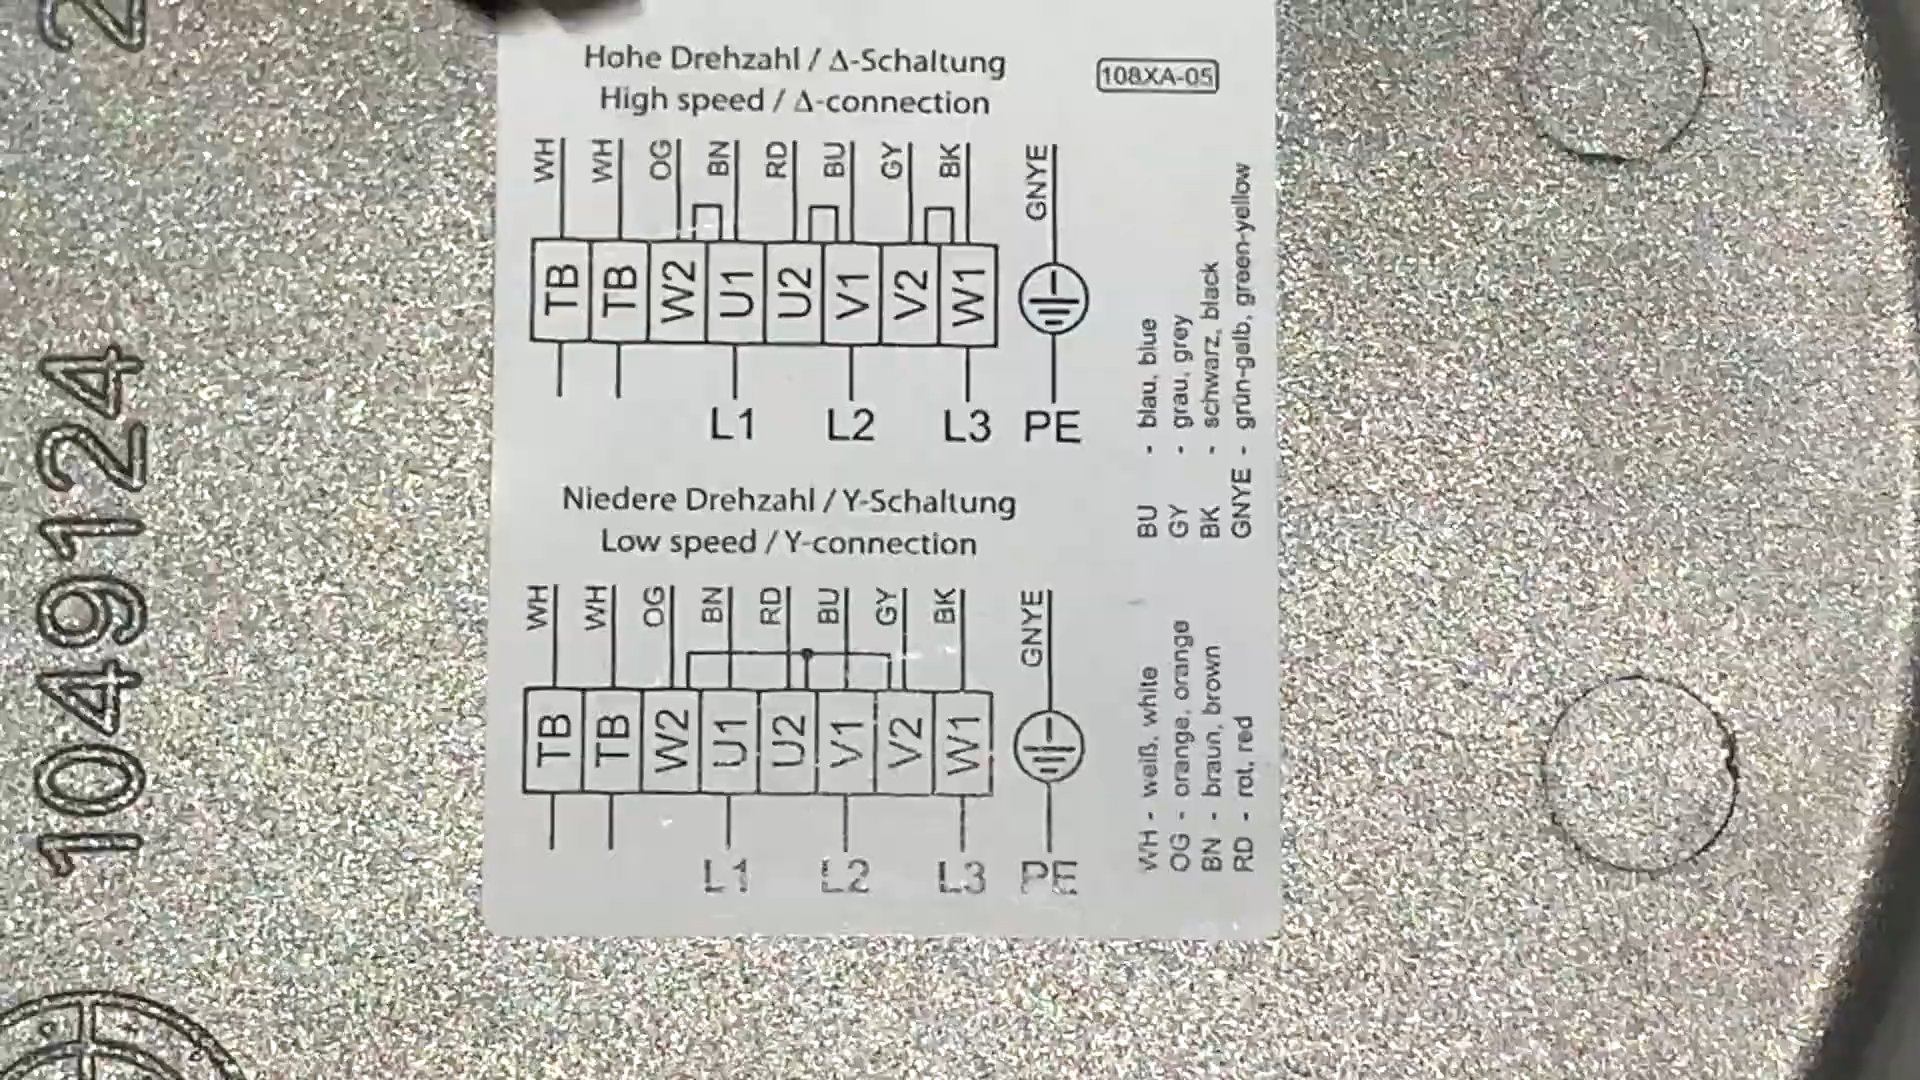 Hohe Drehzahl / Δ-Schaltung
High speed / Δ-connection
108XA-05
WH WH OG BN RD BU GY BK GNYE
TB TB W2 U1 U2 V1 V2 W1
L1 L2 L3 PE
Niedere Drehzahl / Y-Schaltung
Low speed / Y-connection
WH WH OG BN RD BU GY BK GNYE
TB TB W2 U1 U2 V1 V2 W1
L1 L2 L3 PE
WH - weiß, white
OG - orange, orange
BN - braun, brown
RD - rot, red
BU - blau, blue
GY - grau, grey
BK - schwarz, black
GNYE - grün-gelb, green-yellow
1049124 2